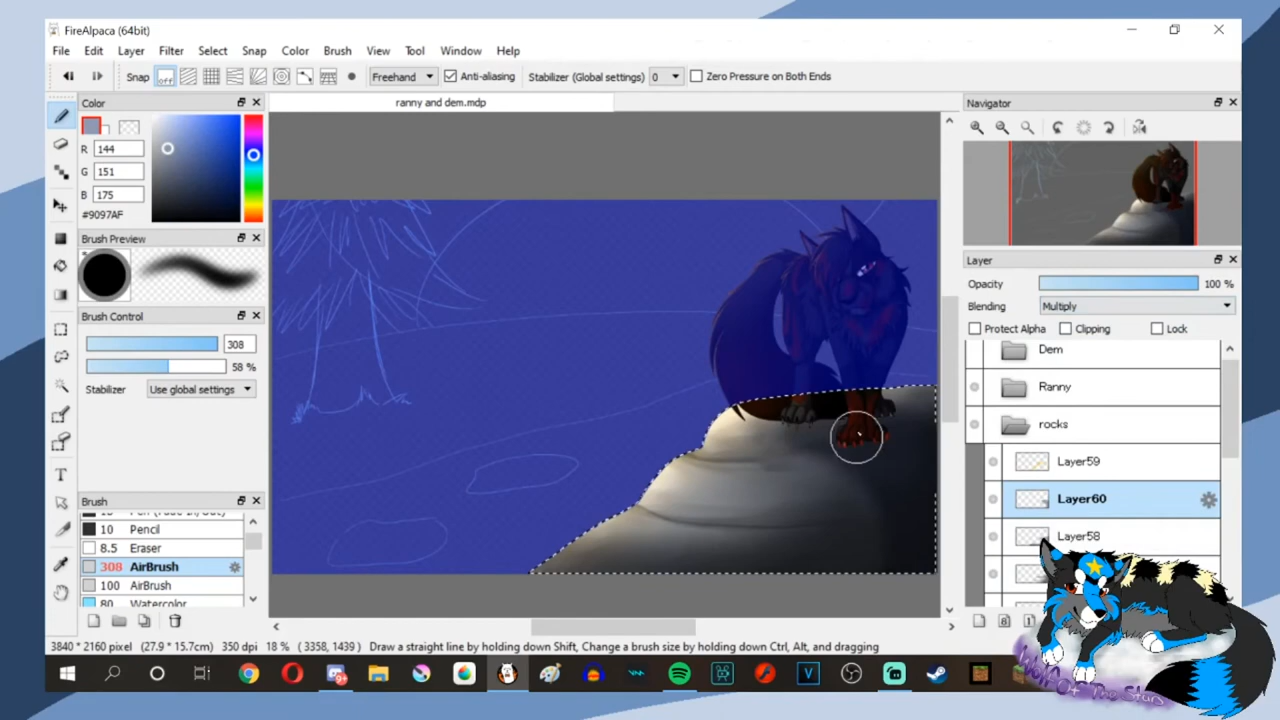 FireAlpaca (64bit)
File Edit Layer Filter Select Snap Color Brush View Tool Window Help
Snap off Freehand Anti-aliasing Stabilizer (Global settings) 0 Zero Pressure on Both Ends
Color
ranny and dem.mdp
Navigator
R 144
G 151
B 175
#9097AF
Brush Preview
Layer
Opacity 100 %
Blending Multiply
Brush Control
Protect Alpha Clipping Lock
308
Dem
58 %
Stabilizer Use global settings
Ranny
rocks
Layer59
Brush
Layer60
10 Pencil
8.5 Eraser
Layer58
308 AirBrush
100 AirBrush
80 Watercolor
3840 * 2160 pixel (27.9 * 15.7cm) 350 dpi 18 % ( 3358, 1439) Draw a straight line by holding down Shift, Change a brush size by holding down Ctrl, Alt, and dragging